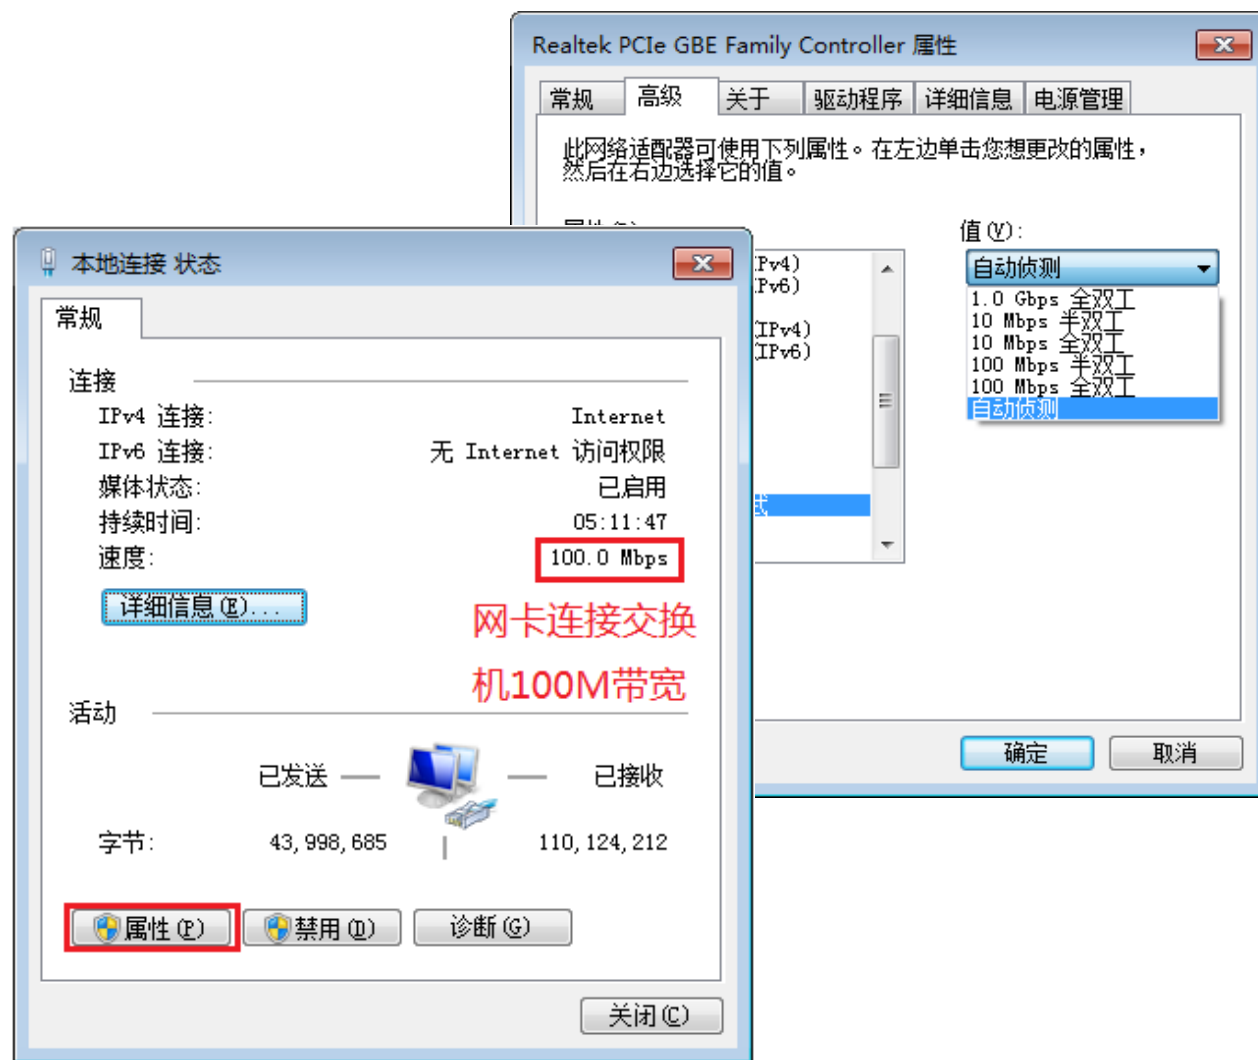 Realtek PCIe GBE Family Controller 属性
常规
高级
关于
驱动程序
详细信息
电源管理
此网络适配器可使用下列属性。在左边单击您想更改的属性，
然后在右边选择它的值。
值(V):
自动侦测
1.0 Gbps 全双工
10 Mbps 半双工
10 Mbps 全双工
100 Mbps 半双工
100 Mbps 全双工
自动侦测
IPv4)
IPv6)
(IPv4)
(IPv6)
确定
取消
本地连接 状态
常规
连接
IPv4 连接: Internet
IPv6 连接: 无 Internet 访问权限
媒体状态: 已启用
持续时间: 05:11:47
速度: 100.0 Mbps
详细信息(E)...
网卡连接交换
机100M带宽
活动
已发送 — — 已接收
字节: 43,998,685 | 110,124,212
属性(P)
禁用(D)
诊断(G)
关闭(C)